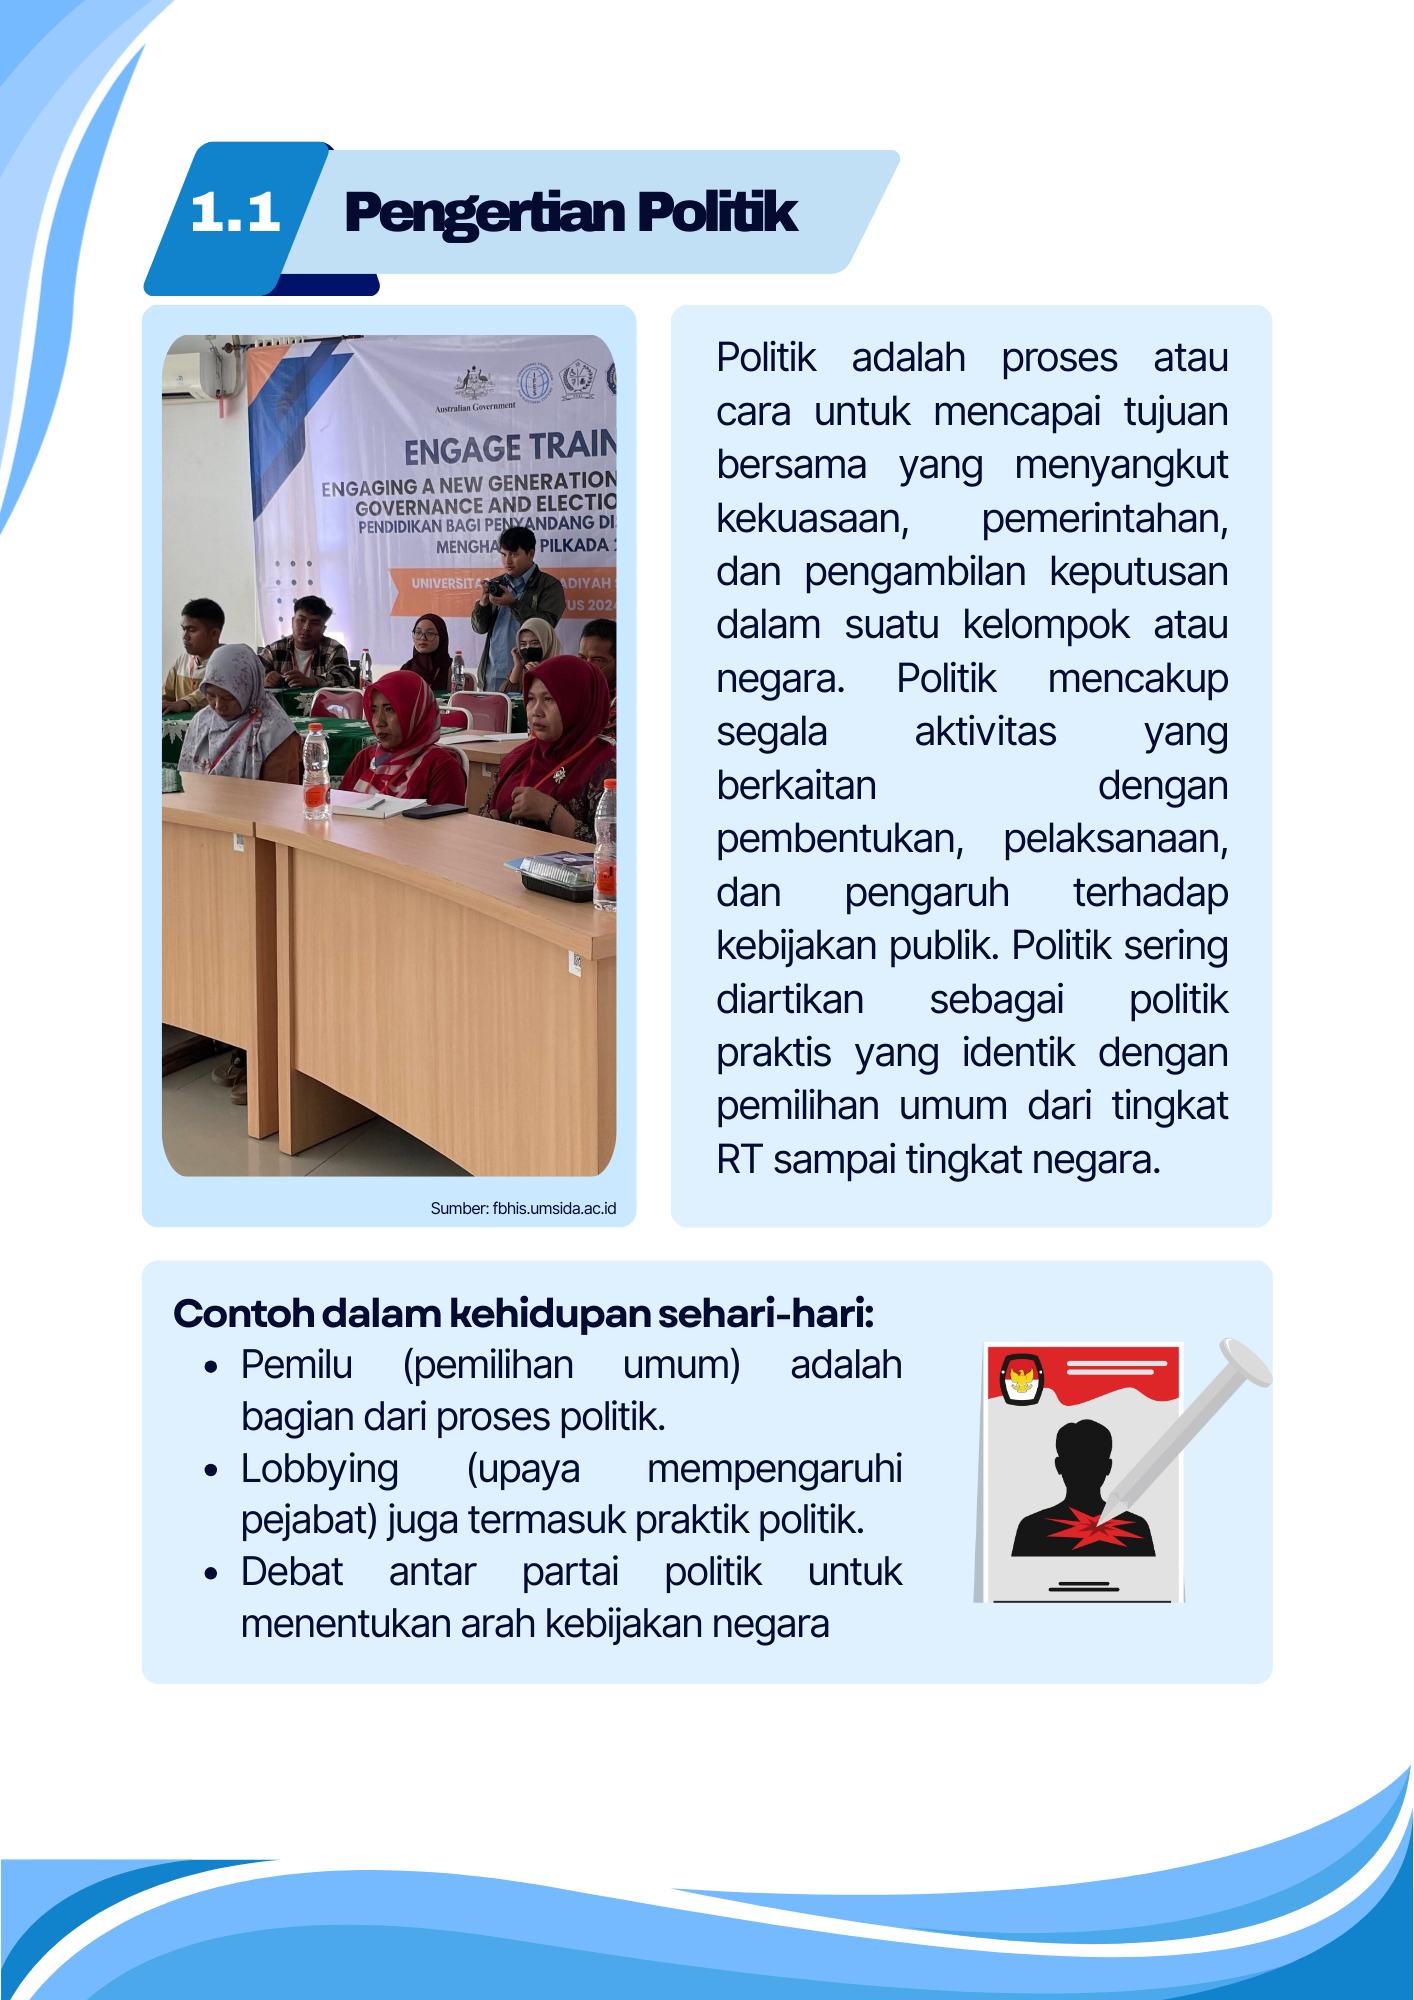 1.1
Pengertian Politik
Australian Government
ENGAGE TRAIN
ENGAGING A NEW GENERATION
GOVERNANCE AND ELECTIO
PENDIDIKAN BAGI PENYANDANG DI
MENGHA PILKADA
UNIVERSITA ADIYAH
US 2024
Sumber: fbhis.umsida.ac.id
Politik adalah proses atau
cara untuk mencapai tujuan
bersama yang menyangkut
kekuasaan, pemerintahan,
dan pengambilan keputusan
dalam suatu kelompok atau
negara. Politik mencakup
segala aktivitas yang
berkaitan dengan
pembentukan, pelaksanaan,
dan pengaruh terhadap
kebijakan publik. Politik sering
diartikan sebagai politik
praktis yang identik dengan
pemilihan umum dari tingkat
RT sampai tingkat negara.
Contoh dalam kehidupan sehari-hari:
• Pemilu (pemilihan umum) adalah
bagian dari proses politik.
• Lobbying (upaya mempengaruhi
pejabat) juga termasuk praktik politik.
• Debat antar partai politik untuk
menentukan arah kebijakan negara